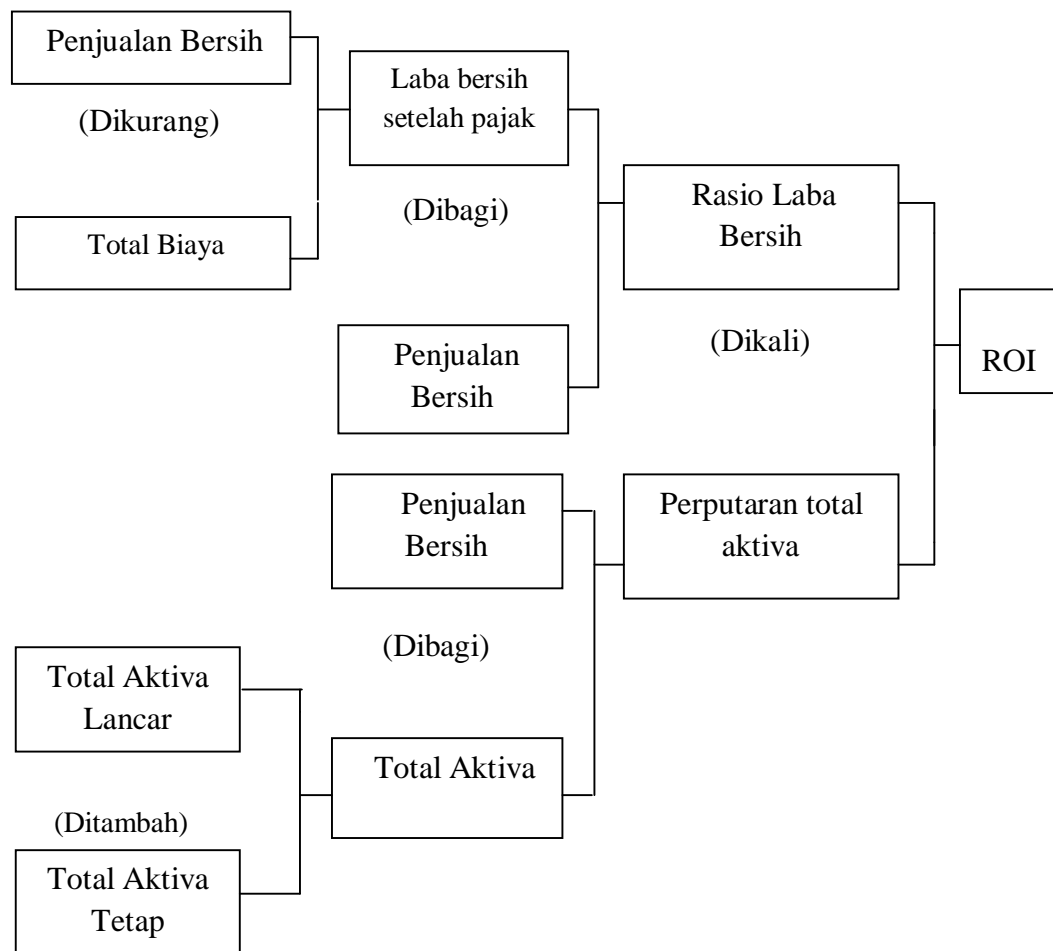 Penjualan Bersih
(Dikurang)
Total Biaya
Laba bersih
setelah pajak
(Dibagi)
Penjualan
Bersih
Rasio Laba
Bersih
(Dikali)
ROI
Penjualan
Bersih
(Dibagi)
Perputaran total
aktiva
Total Aktiva
Lancar
(Ditambah)
Total Aktiva
Tetap
Total Aktiva